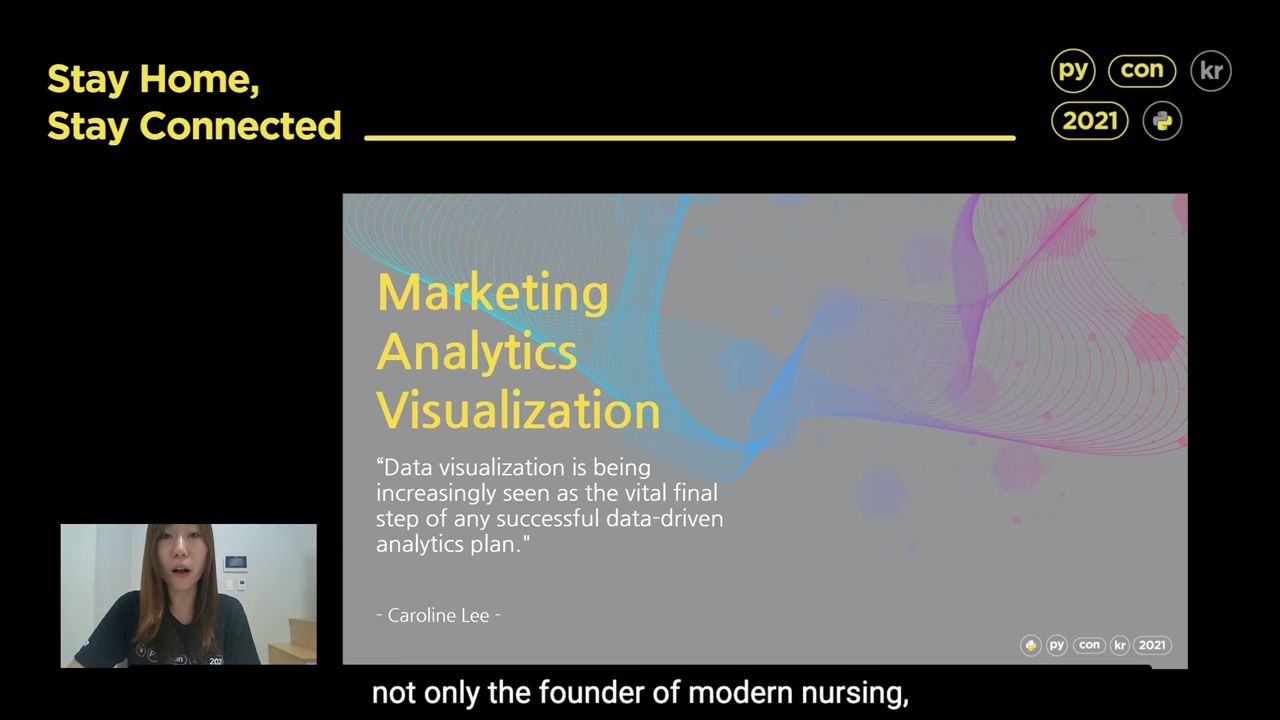 Stay Home,
Stay Connected
py con kr
2021
Marketing
Analytics
Visualization
“Data visualization is being
increasingly seen as the vital final
step of any successful data-driven
analytics plan."
- Caroline Lee -
py con kr 2021
not only the founder of modern nursing,